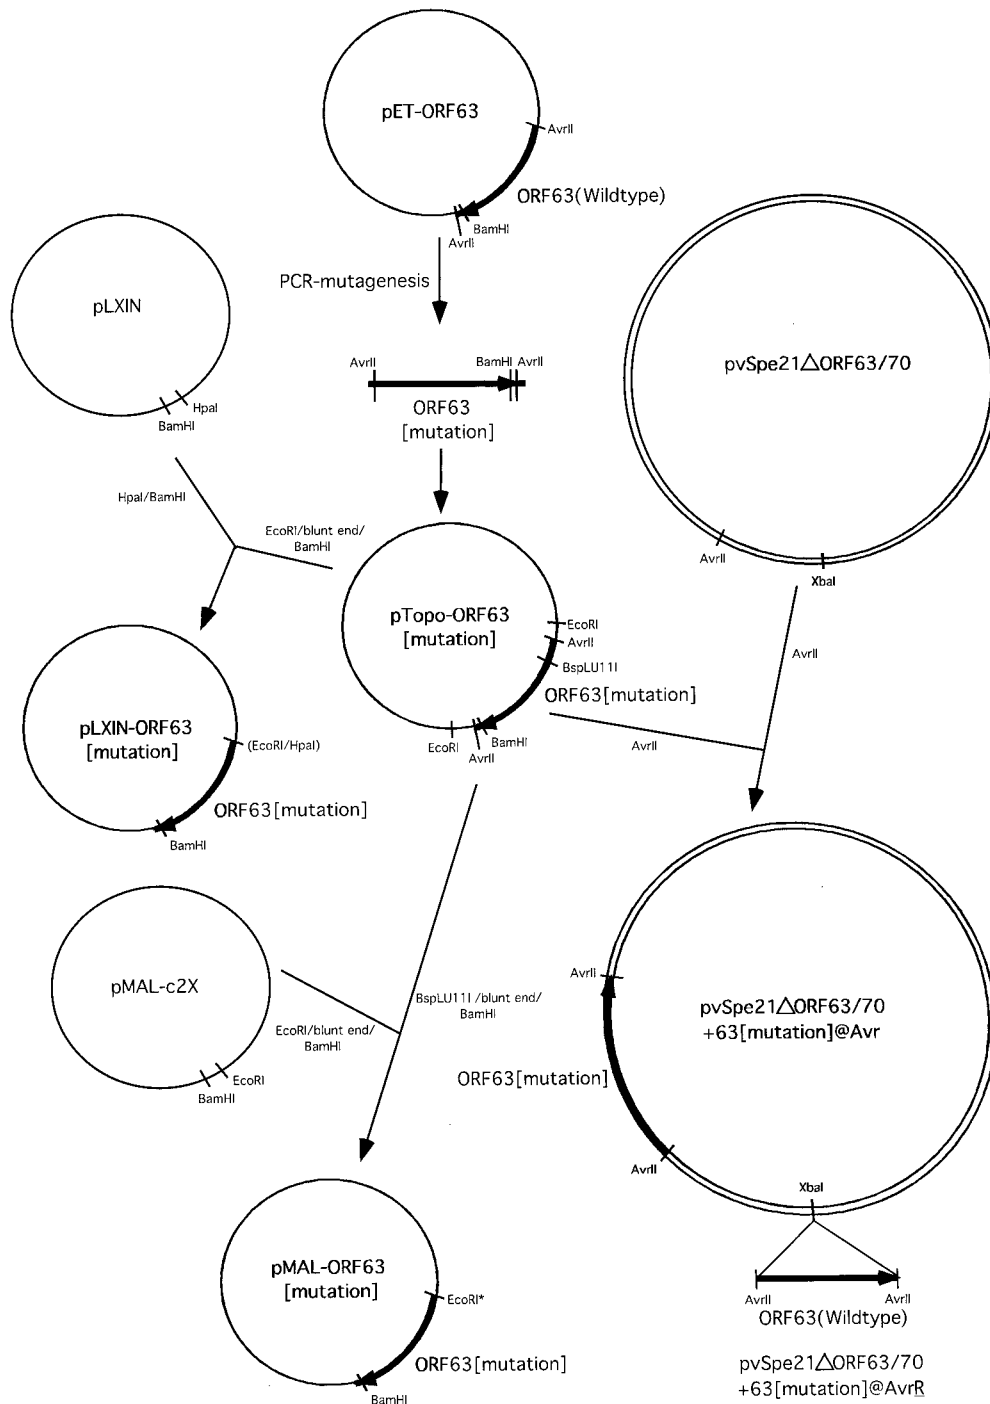 pET-ORF63
AvrII
ORF63(Wildtype)
BamHI
AvrII
PCR-mutagenesis
pLXIN
HpaI
BamHI
AvrII
BamHI
AvrII
ORF63
[mutation]
pvSpe21△ORF63/70
AvrII
XbaI
HpaI/BamHI
EcoRI/blunt end/
BamHI
pTopo-ORF63
[mutation]
EcoRI
AvrII
BspLU11I
ORF63[mutation]
BamHI
AvrII
EcoRI
AvrII
AvrII
pLXIN-ORF63
[mutation]
(EcoRI/HpaI)
ORF63[mutation]
BamHI
pMAL-c2X
EcoRI
BamHI
EcoRI/blunt end/
BamHI
BspLU11I/blunt end/
BamHI
AvrII
pvSpe21△ORF63/70
+63[mutation]@Avr
ORF63[mutation]
AvrII
XbaI
pMAL-ORF63
[mutation]
EcoRI*
ORF63[mutation]
BamHI
AvrII
AvrII
ORF63(Wildtype)
pvSpe21△ORF63/70
+63[mutation]@AvrR